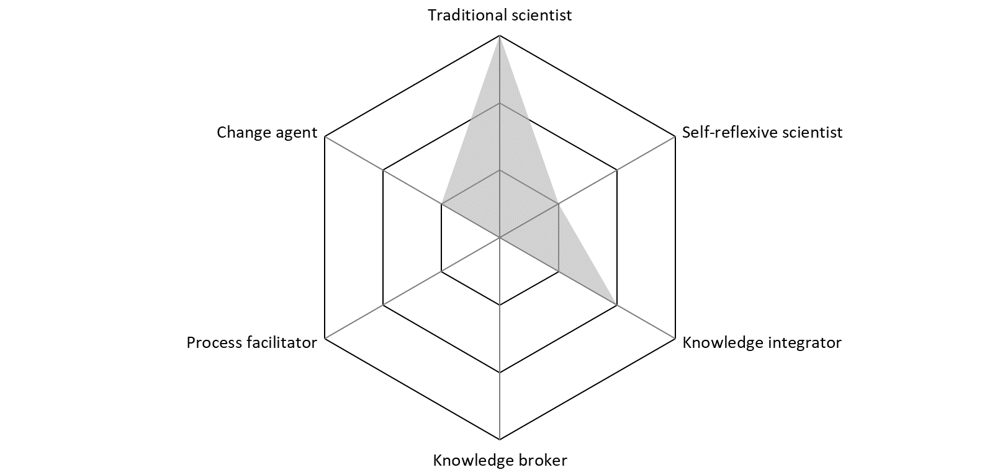 Traditional scientist
Change agent
Self-reflexive scientist
Process facilitator
Knowledge integrator
Knowledge broker